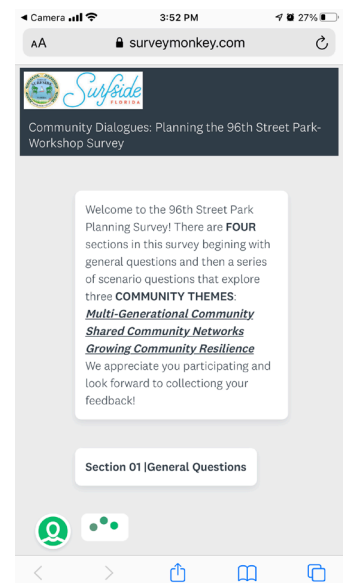 Camera
3:52 PM
27%
AA
surveymonkey.com
Surfside
FLORIDA
Community Dialogues: Planning the 96th Street Park-
Workshop Survey
Welcome to the 96th Street Park
Planning Survey! There are FOUR
sections in this survey begining with
general questions and then a series
of scenario questions that explore
three COMMUNITY THEMES:
Multi-Generational Community
Shared Community Networks
Growing Community Resilience
We appreciate you participating and
look forward to collectiong your
feedback!
Section 01 |General Questions